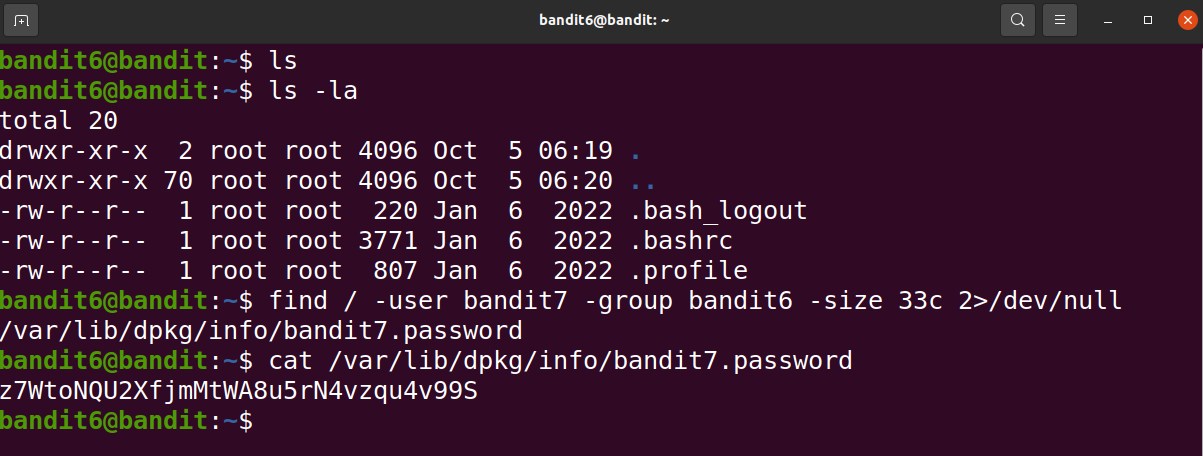 bandit6@bandit: ~
bandit6@bandit:~$ ls
bandit6@bandit:~$ ls -la
total 20
drwxr-xr-x  2 root root 4096 Oct  5 06:19 .
drwxr-xr-x 70 root root 4096 Oct  5 06:20 ..
-rw-r--r--  1 root root  220 Jan  6  2022 .bash_logout
-rw-r--r--  1 root root 3771 Jan  6  2022 .bashrc
-rw-r--r--  1 root root  807 Jan  6  2022 .profile
bandit6@bandit:~$ find / -user bandit7 -group bandit6 -size 33c 2>/dev/null
/var/lib/dpkg/info/bandit7.password
bandit6@bandit:~$ cat /var/lib/dpkg/info/bandit7.password
z7WtoNQU2XfjmMtWA8u5rN4vzqu4v99S
bandit6@bandit:~$